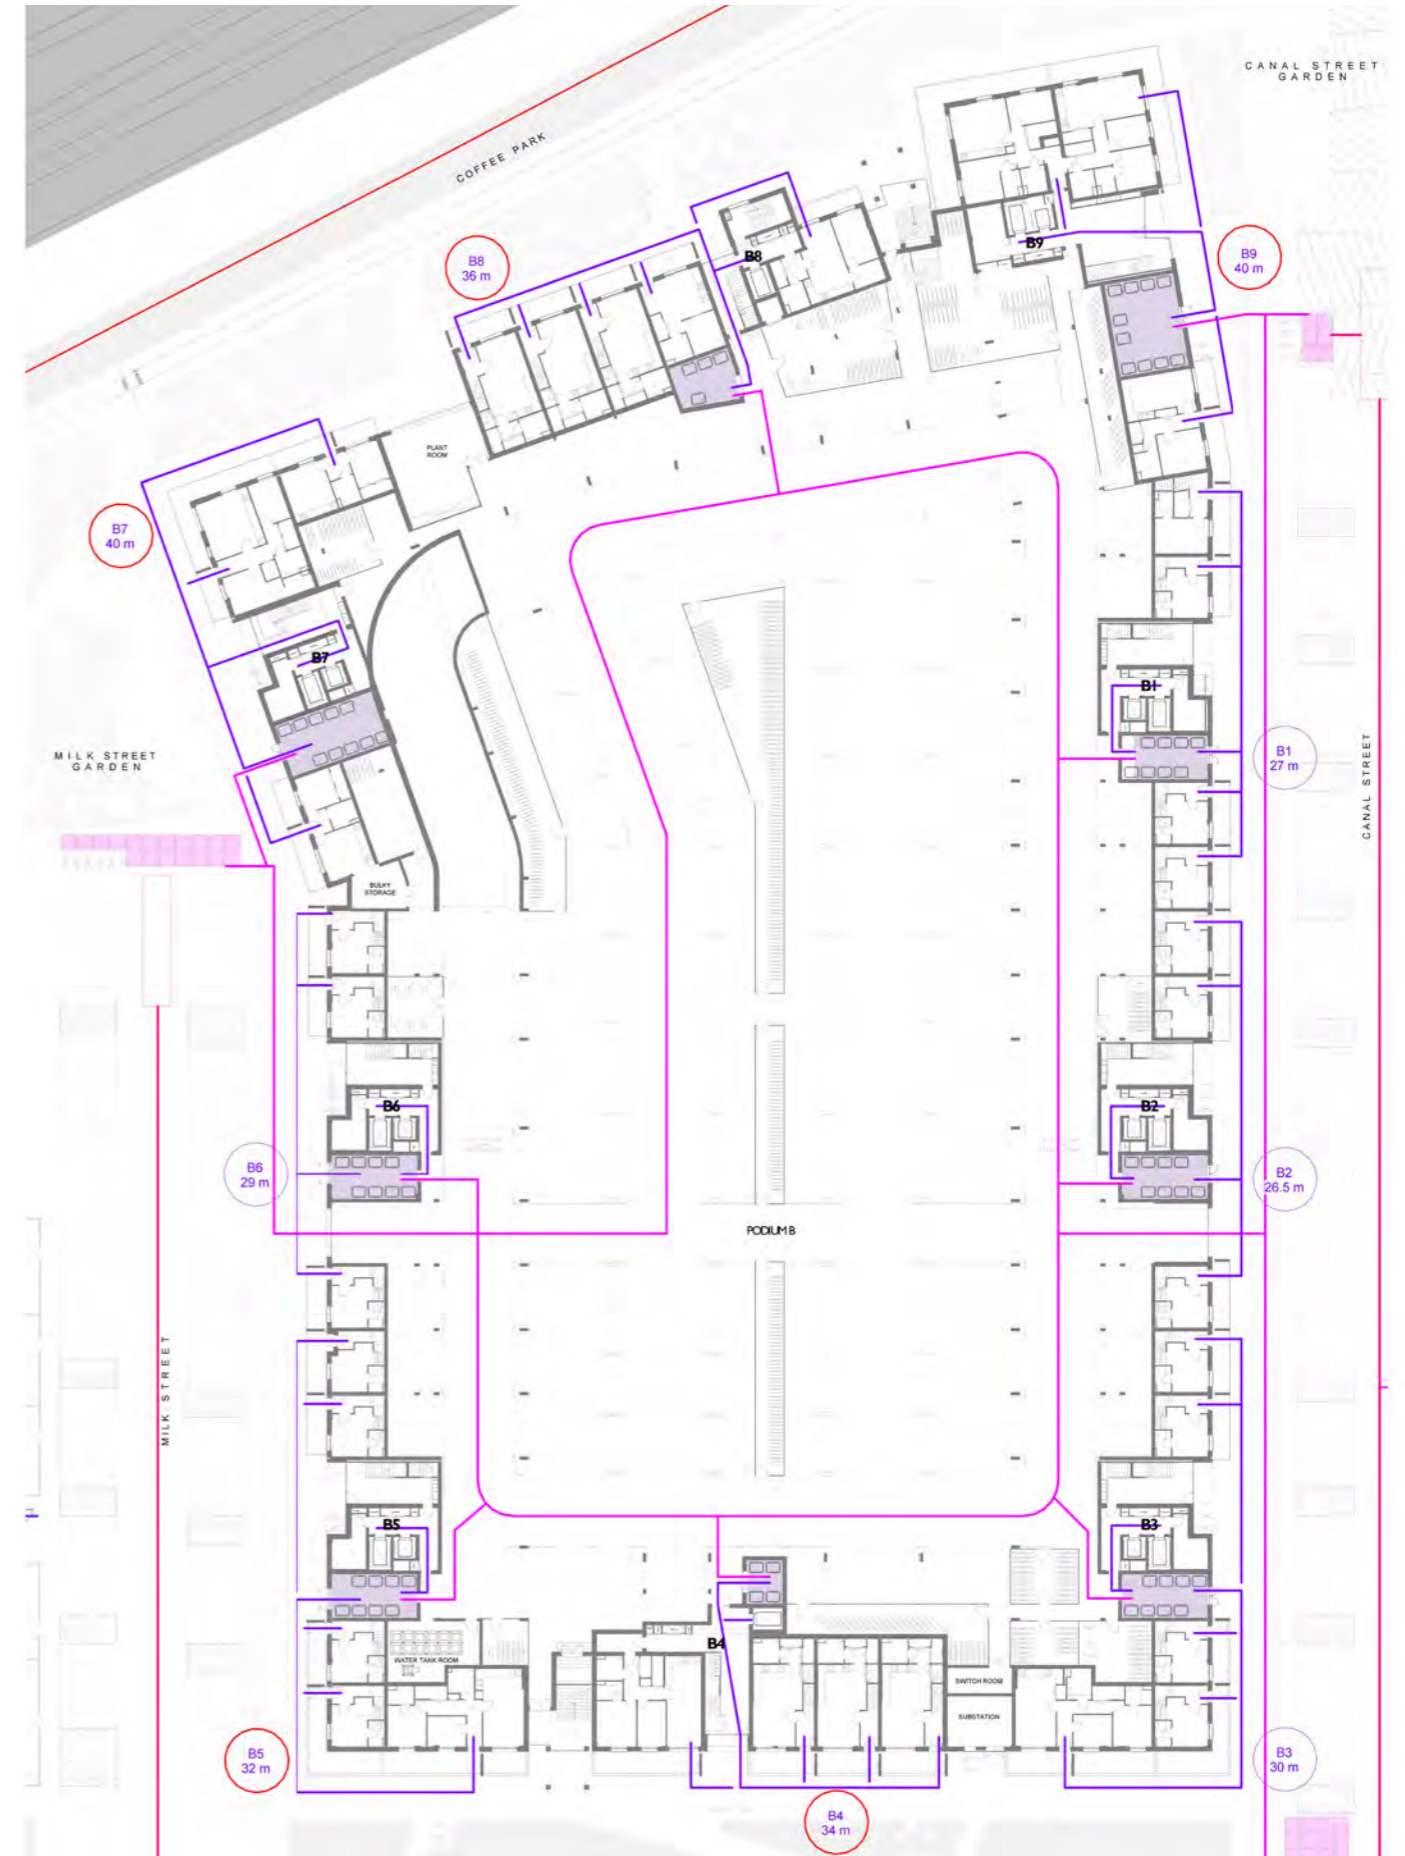 CANAL STREET
GARDEN
COFFEE PARK
B8
36 m
B8
B9
B9
40 m
PLANT
ROOM
B7
40 m
B7
B1
B1
27 m
MILK STREET
GARDEN
CANAL STREET
BULKY
STORAGE
B6
B2
B6
29 m
B2
26.5 m
PODIUM B
MILK STREET
B5
B3
B4
WATER TANK ROOM
SWITCH ROOM
SUBSTATION
B5
32 m
B3
30 m
B4
34 m